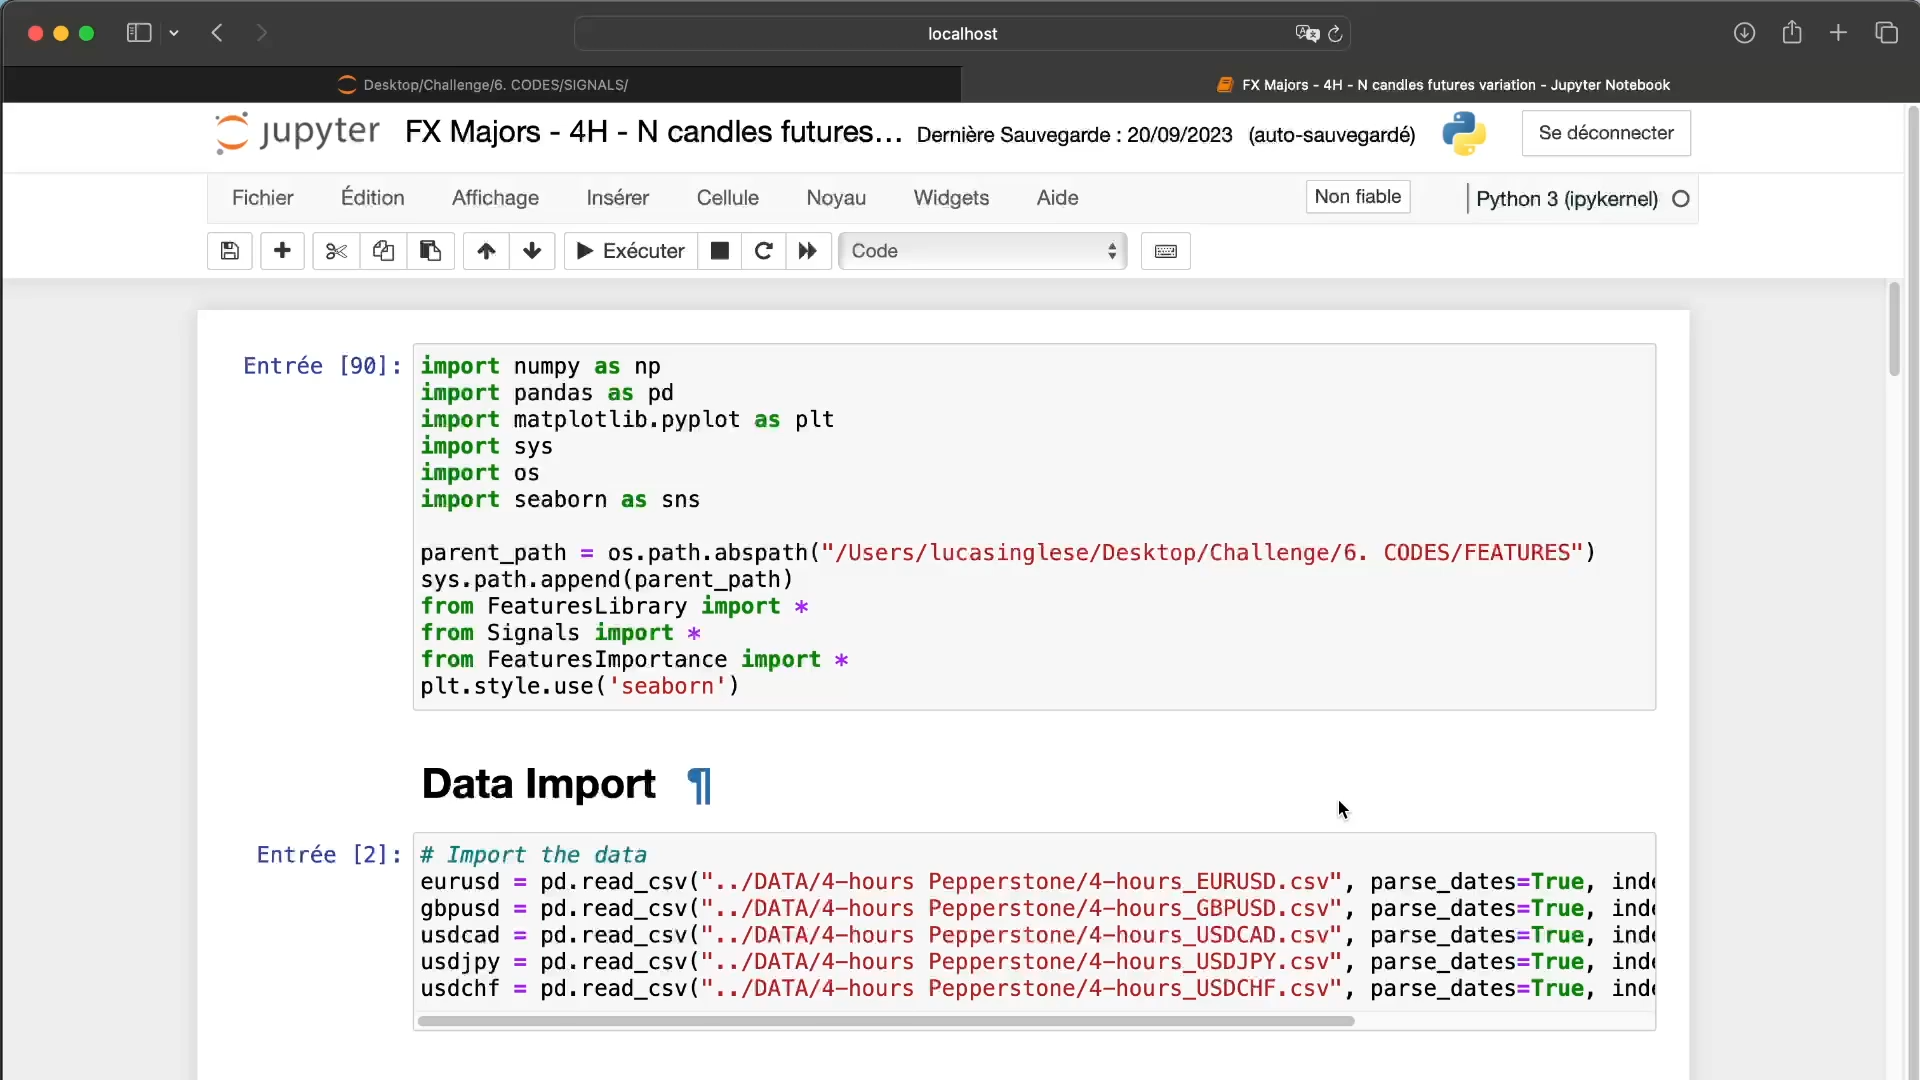 localhost
Desktop/Challenge/6. CODES/SIGNALS/
FX Majors - 4H - N candles futures variation - Jupyter Notebook
jupyter FX Majors - 4H - N candles futures... Dernière Sauvegarde : 20/09/2023 (auto-sauvegardé)
Se déconnecter
Fichier Édition Affichage Insérer Cellule Noyau Widgets Aide
Non fiable
Python 3 (ipykernel)
Exécuter
Code
Entrée [90]:
import numpy as np
import pandas as pd
import matplotlib.pyplot as plt
import sys
import os
import seaborn as sns
parent_path = os.path.abspath("/Users/lucasinglese/Desktop/Challenge/6. CODES/FEATURES")
sys.path.append(parent_path)
from FeaturesLibrary import *
from Signals import *
from FeaturesImportance import *
plt.style.use('seaborn')
Data Import ¶
Entrée [2]:
# Import the data
eurusd = pd.read_csv("../DATA/4-hours Pepperstone/4-hours_EURUSD.csv", parse_dates=True, inde
gbpusd = pd.read_csv("../DATA/4-hours Pepperstone/4-hours_GBPUSD.csv", parse_dates=True, inde
usdcad = pd.read_csv("../DATA/4-hours Pepperstone/4-hours_USDCAD.csv", parse_dates=True, inde
usdjpy = pd.read_csv("../DATA/4-hours Pepperstone/4-hours_USDJPY.csv", parse_dates=True, inde
usdchf = pd.read_csv("../DATA/4-hours Pepperstone/4-hours_USDCHF.csv", parse_dates=True, inde